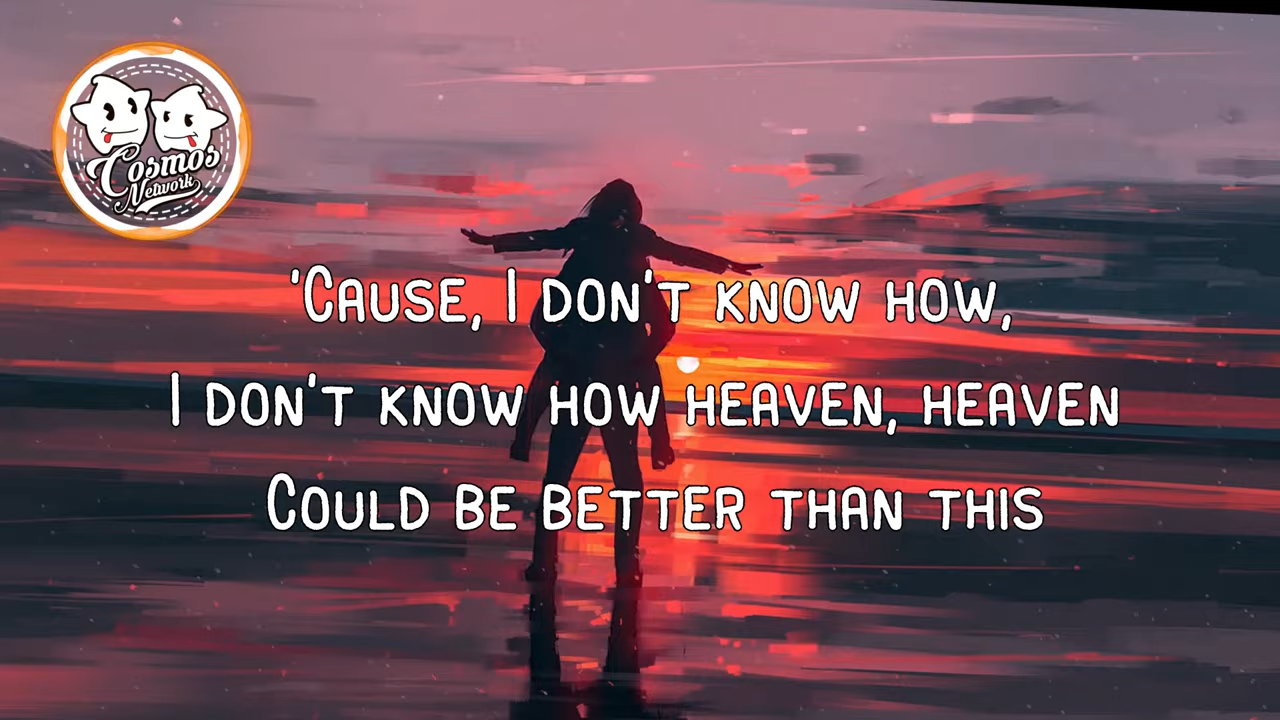 Cosmos
Network
'Cause, I don't know how,
I don't know how heaven, heaven
Could be better than this